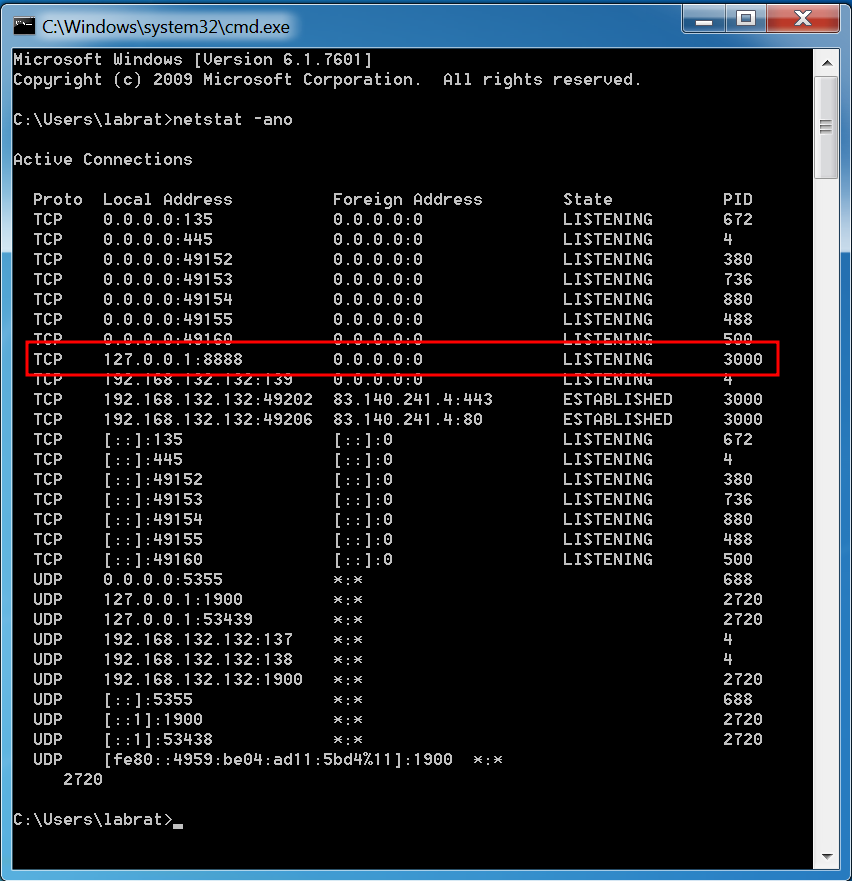 C:\Windows\system32\cmd.exe
Microsoft Windows [Version 6.1.7601]
Copyright (c) 2009 Microsoft Corporation.  All rights reserved.
C:\Users\labrat>netstat -ano
Active Connections
Proto  Local Address          Foreign Address        State           PID
TCP    0.0.0.0:135            0.0.0.0:0              LISTENING       672
TCP    0.0.0.0:445            0.0.0.0:0              LISTENING       4
TCP    0.0.0.0:49152          0.0.0.0:0              LISTENING       380
TCP    0.0.0.0:49153          0.0.0.0:0              LISTENING       736
TCP    0.0.0.0:49154          0.0.0.0:0              LISTENING       880
TCP    0.0.0.0:49155          0.0.0.0:0              LISTENING       488
TCP    0.0.0.0:49160          0.0.0.0:0              LISTENING       500
TCP    127.0.0.1:8888         0.0.0.0:0              LISTENING       3000
TCP    192.168.132.132:139    0.0.0.0:0              LISTENING       4
TCP    192.168.132.132:49202  83.140.241.4:443       ESTABLISHED     3000
TCP    192.168.132.132:49206  83.140.241.4:80        ESTABLISHED     3000
TCP    [::]:135               [::]:0                 LISTENING       672
TCP    [::]:445               [::]:0                 LISTENING       4
TCP    [::]:49152             [::]:0                 LISTENING       380
TCP    [::]:49153             [::]:0                 LISTENING       736
TCP    [::]:49154             [::]:0                 LISTENING       880
TCP    [::]:49155             [::]:0                 LISTENING       488
TCP    [::]:49160             [::]:0                 LISTENING       500
UDP    0.0.0.0:5355           *:*                                    688
UDP    127.0.0.1:1900         *:*                                    2720
UDP    127.0.0.1:53439        *:*                                    2720
UDP    192.168.132.132:137    *:*                                    4
UDP    192.168.132.132:138    *:*                                    4
UDP    192.168.132.132:1900   *:*                                    2720
UDP    [::]:5355              *:*                                    688
UDP    [::1]:1900             *:*                                    2720
UDP    [::1]:53438            *:*                                    2720
UDP    [fe80::4959:be04:ad11:5bd4%11]:1900  *:*
2720
C:\Users\labrat>_